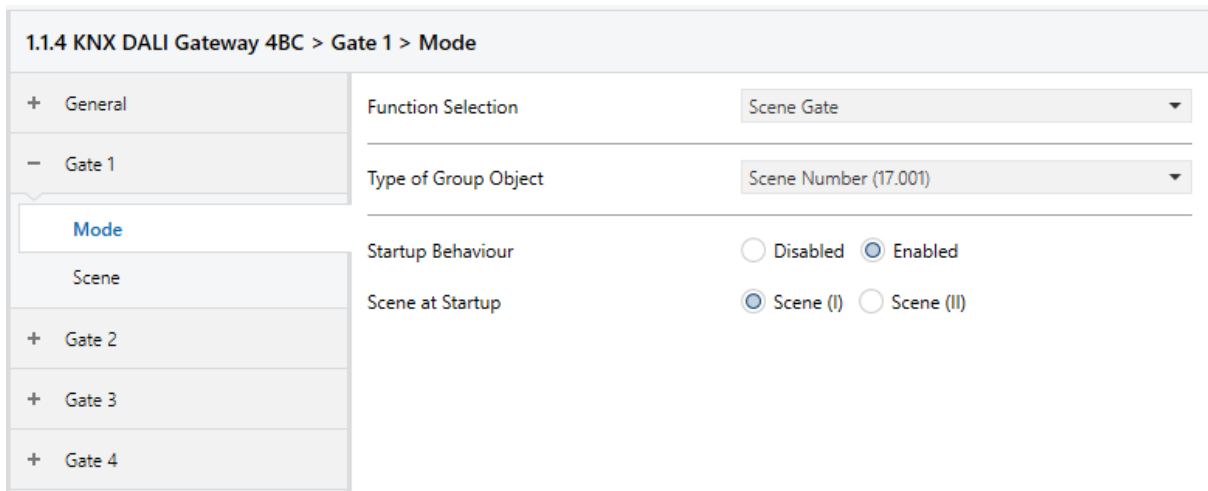 1.1.4 KNX DALI Gateway 4BC > Gate 1 > Mode
+ General
− Gate 1
Mode
Scene
+ Gate 2
+ Gate 3
+ Gate 4
Function Selection Scene Gate
Type of Group Object Scene Number (17.001)
Startup Behaviour Disabled Enabled
Scene at Startup Scene (I) Scene (II)